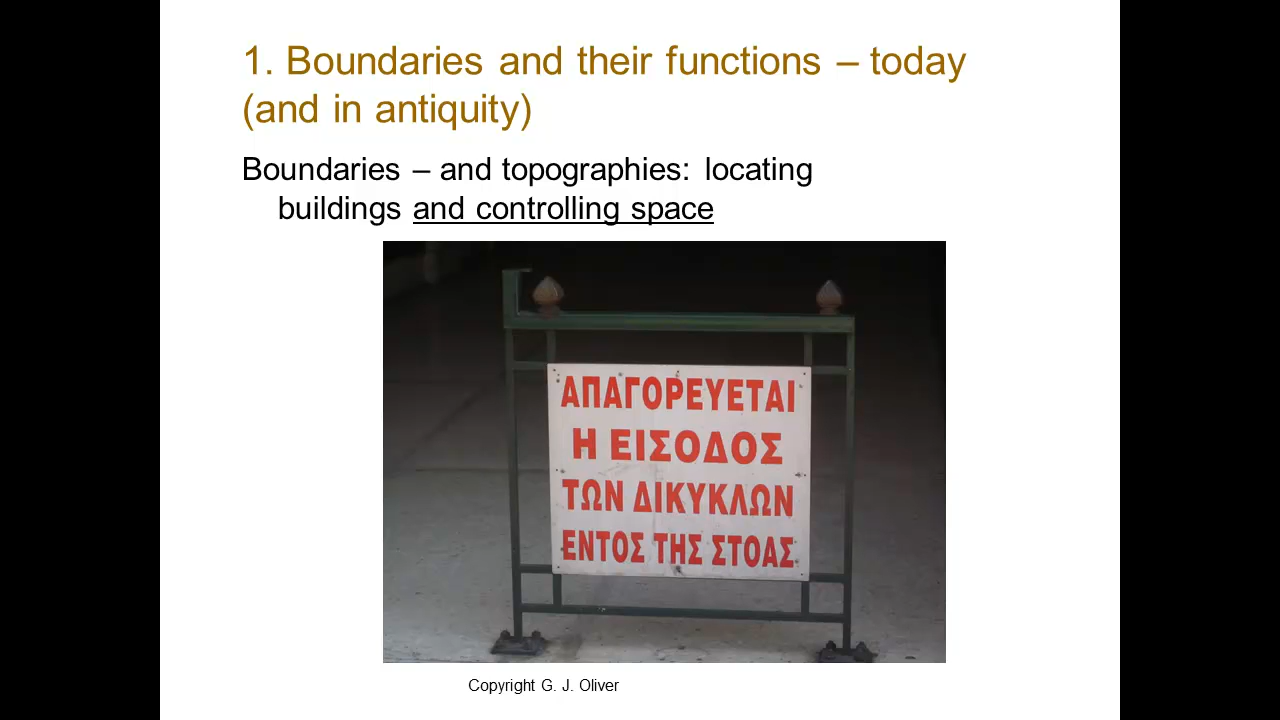 1. Boundaries and their functions – today
(and in antiquity)
Boundaries – and topographies: locating
buildings and controlling space
ΑΠΑΓΟΡΕΥΕΤΑΙ
Η ΕΙΣΟΔΟΣ
ΤΩΝ ΔΙΚΥΚΛΩΝ
ΕΝΤΟΣ ΤΗΣ ΣΤΟΑΣ
Copyright G. J. Oliver